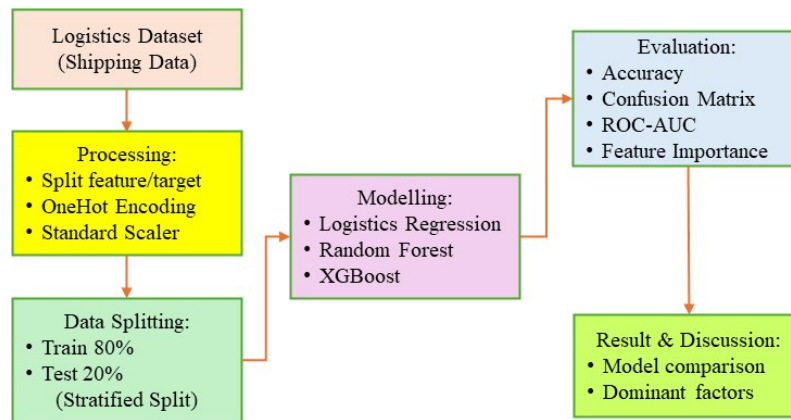 Logistics Dataset
(Shipping Data)
Processing:
• Split feature/target
• OneHot Encoding
• Standard Scaler
Data Splitting:
• Train 80%
• Test 20%
(Stratified Split)
Modelling:
• Logistics Regression
• Random Forest
• XGBoost
Evaluation:
• Accuracy
• Confusion Matrix
• ROC-AUC
• Feature Importance
Result & Discussion:
• Model comparison
• Dominant factors